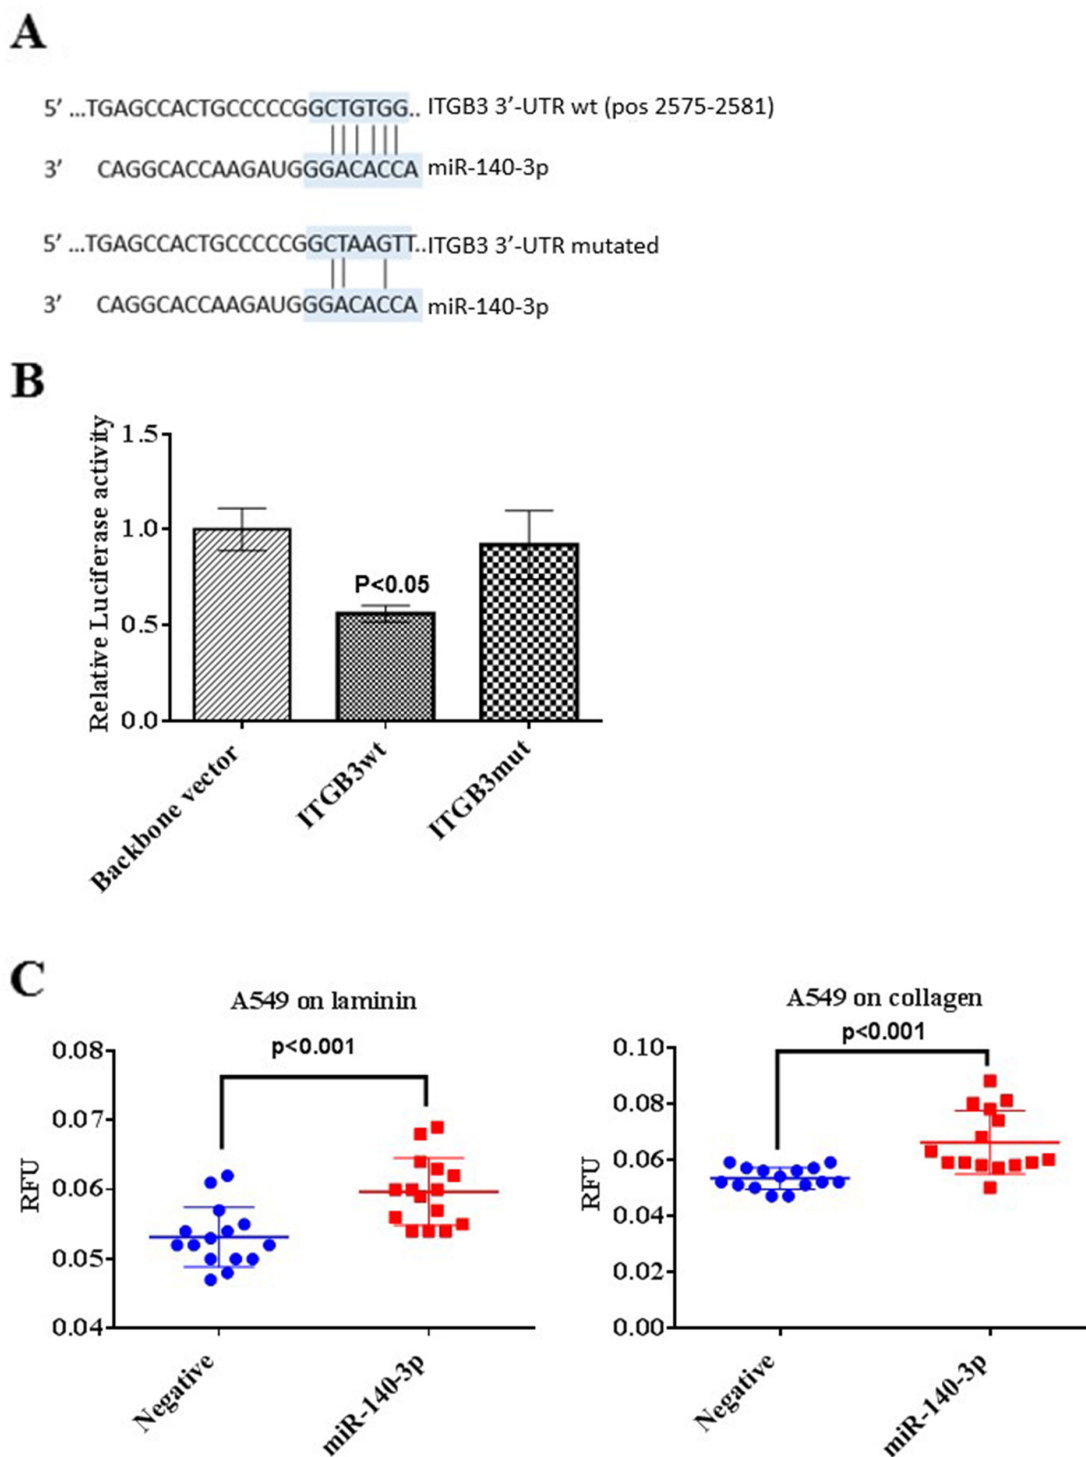 A
5’ ...TGAGCCACTGCCCCCGGCTGTGG.. ITGB3 3’-UTR wt (pos 2575-2581)
3’ CAGGCACCAAGAUGGGACACCA miR-140-3p
5’ ...TGAGCCACTGCCCCCGGCTAAGTT..ITGB3 3’-UTR mutated
3’ CAGGCACCAAGAUGGGACACCA miR-140-3p
B
Relative Luciferase activity
1.5
1.0
0.5
0.0
P<0.05
Backbone vector
ITGB3wt
ITGB3mut
C
A549 on laminin
p<0.001
RFU
0.08
0.07
0.06
0.05
0.04
Negative
miR-140-3p
A549 on collagen
p<0.001
RFU
0.10
0.08
0.06
0.04
0.02
0.00
Negative
miR-140-3p